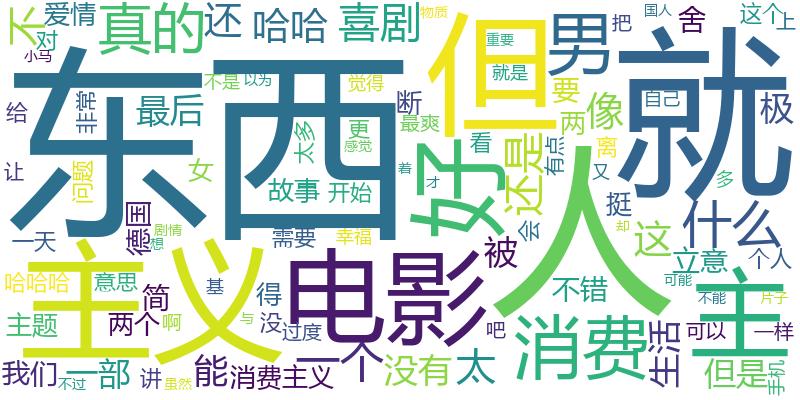 爱情
还
哈哈
喜剧
男
把
国人
舍
这个
上
物质
不
对
真的
但
重要
就是
就
小马
东西
不是
以为
觉得
断
要
两
像
自己
极
给
非常
最后
太多
更
最爽
看
还是
有点
离
让
问题
女
故事
开始
感觉
着
才
好
人
又
挺
多
一天
德国
剧情
想
需要
幸福
会
却
这
什么
主义
电影
被
立意
个人
哈哈哈
意思
简
基
得
不错
可能
不能
主
片子
主题
两个
啊
与
没
过度
吧
消费
生活
可以
一样
我们
一部
讲
能
消费主义
一个
没有
太
但是
手机
不过
虽然